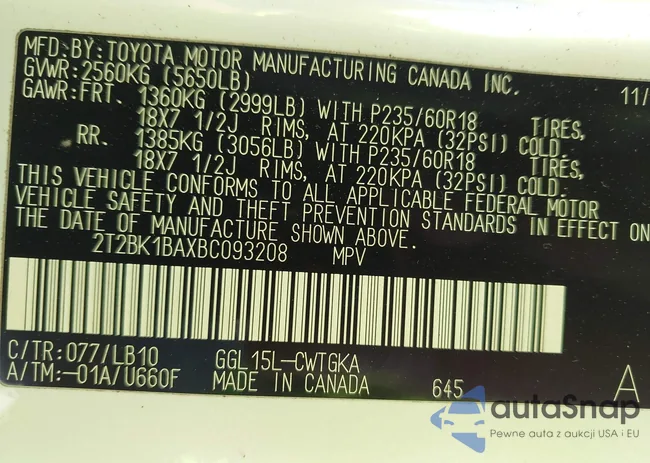 MFD.BY:TOYOTA MOTOR MANUFACTURING CANADA INC. 11/
GVWR:2560KG (5650LB)
GAWR:FRT. 1360KG (2999LB) WITH P235/60R18 TIRES,
18X7 1/2J RIMS, AT 220KPA (32PSI) COLD.
RR. 1385KG (3056LB) WITH P235/60R18 TIRES,
18X7 1/2J RIMS, AT 220KPA (32PSI) COLD.
THIS VEHICLE CONFORMS TO ALL APPLICABLE FEDERAL MOTOR
VEHICLE SAFETY AND THEFT PREVENTION STANDARDS IN EFFECT ON
THE DATE OF MANUFACTURE SHOWN ABOVE.
2T2BK1BAXBC093208 MPV
C/TR:077/LB10 GGL15L-CWTGKA
A/TM:-01A/U660F MADE IN CANADA 645 A
autaSnap
Pewne auta z aukcji USA i EU